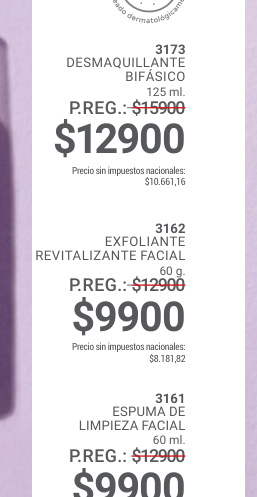 dermatológicam
3173
DESMAQUILLANTE
BIFÁSICO
125 ml.
P.REG.: $15900
$12900
Precio sin impuestos nacionales:
$10.661,16
3162
EXFOLIANTE
REVITALIZANTE FACIAL
60 g.
P.REG.: $12900
$9900
Precio sin impuestos nacionales:
$8.181,82
3161
ESPUMA DE
LIMPIEZA FACIAL
60 ml.
P.REG.: $12900
$9900